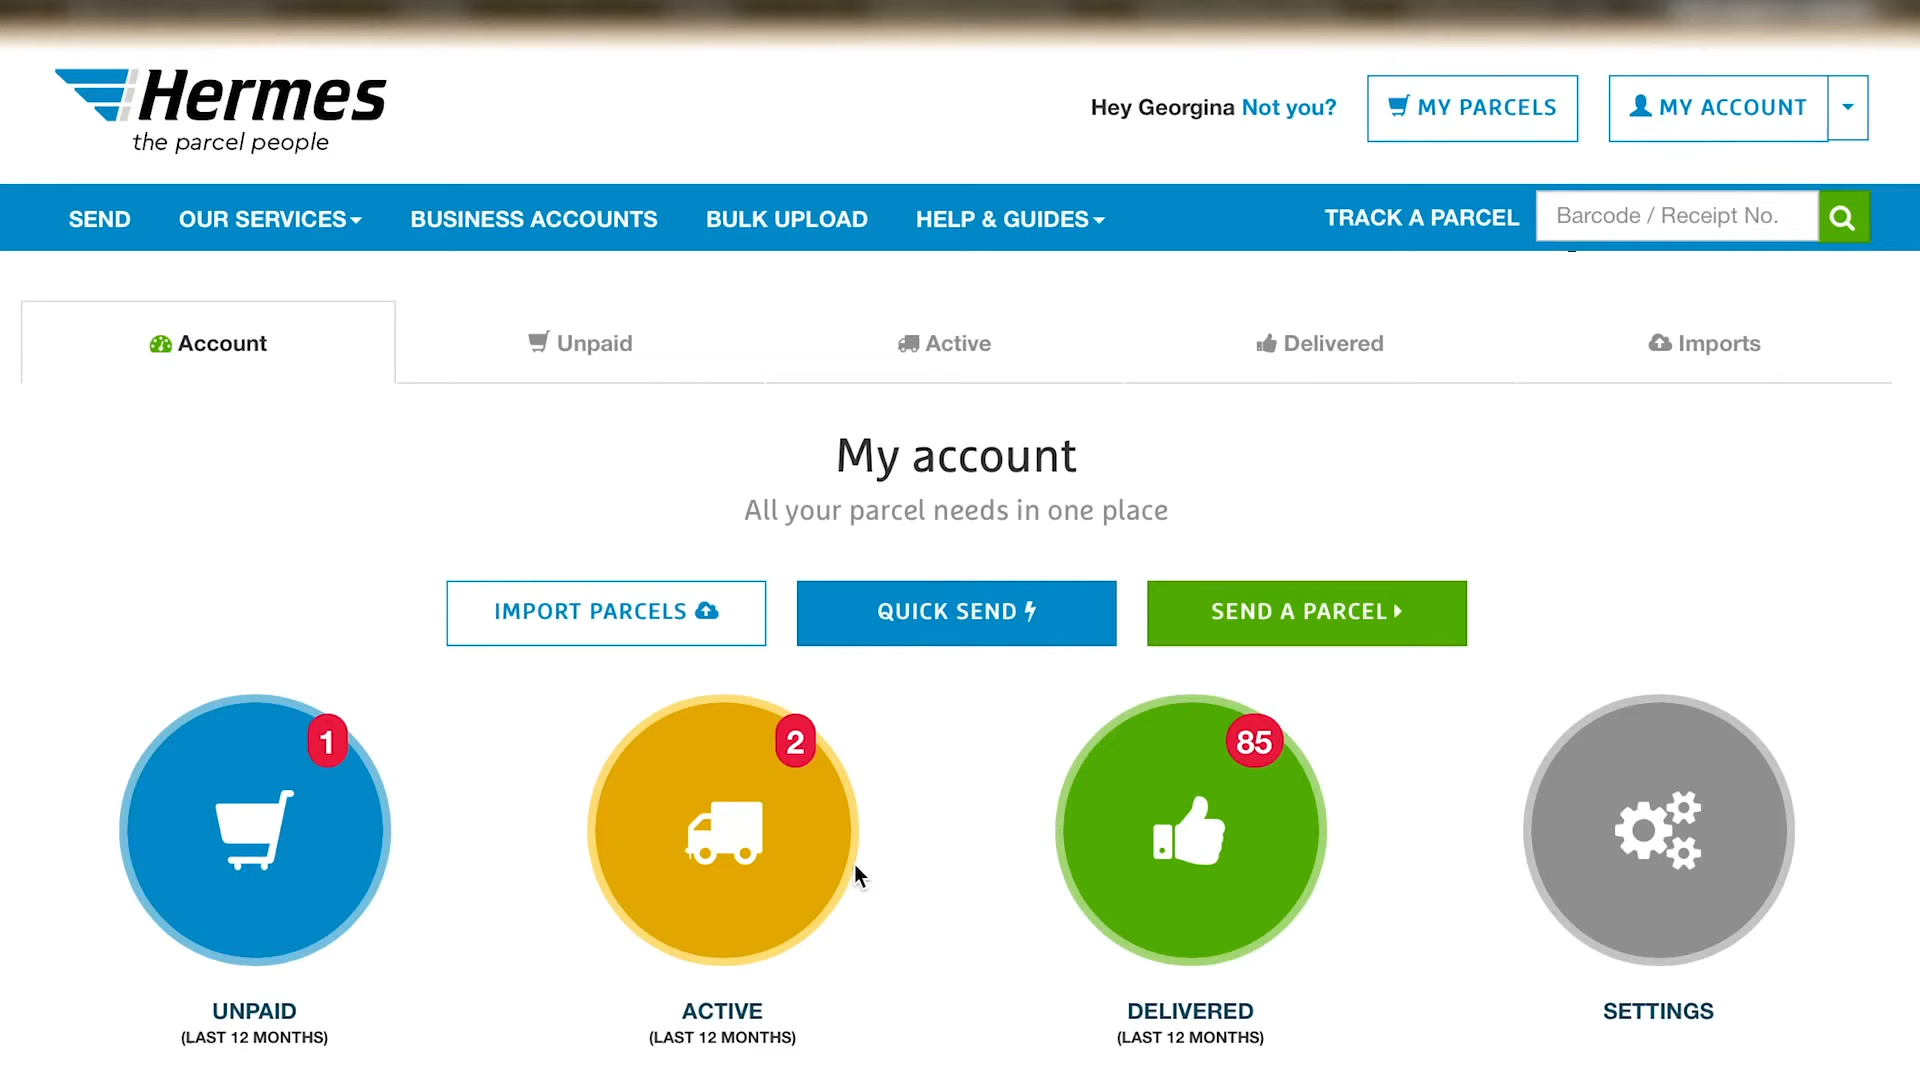 Hermes
the parcel people
Hey Georgina Not you?
MY PARCELS
MY ACCOUNT
SEND
OUR SERVICES
BUSINESS ACCOUNTS
BULK UPLOAD
HELP & GUIDES
TRACK A PARCEL
Barcode / Receipt No.
Account
Unpaid
Active
Delivered
Imports
My account
All your parcel needs in one place
IMPORT PARCELS
QUICK SEND
SEND A PARCEL
1
2
85
UNPAID
(LAST 12 MONTHS)
ACTIVE
(LAST 12 MONTHS)
DELIVERED
(LAST 12 MONTHS)
SETTINGS